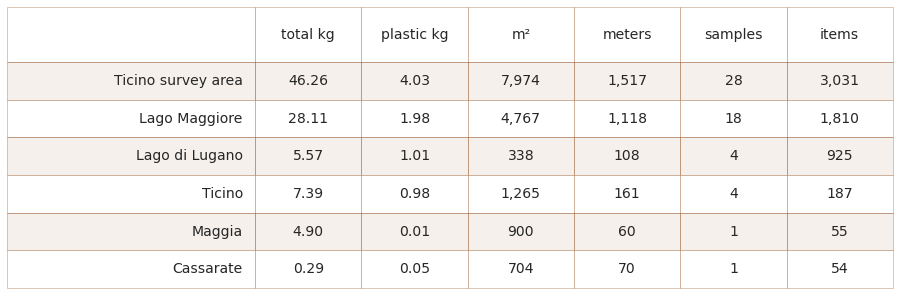 total kg plastic kg m² meters samples items
Ticino survey area 46.26 4.03 7,974 1,517 28 3,031
Lago Maggiore 28.11 1.98 4,767 1,118 18 1,810
Lago di Lugano 5.57 1.01 338 108 4 925
Ticino 7.39 0.98 1,265 161 4 187
Maggia 4.90 0.01 900 60 1 55
Cassarate 0.29 0.05 704 70 1 54